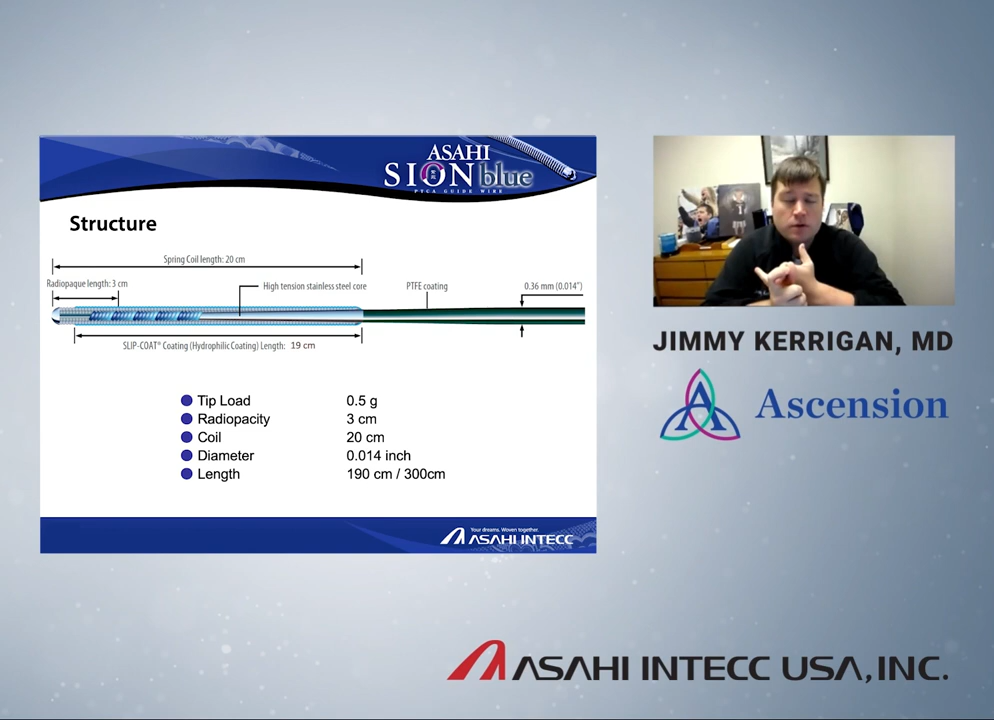 ASAHI
SION blue
PTCA GUIDE WIRE
Structure
Spring Coil length: 20 cm
Radiopaque length: 3 cm
High tension stainless steel core
PTFE coating
0.36 mm (0.014")
SLIP-COAT® Coating (Hydrophilic Coating) Length: 19 cm
Tip Load 0.5 g
Radiopacity 3 cm
Coil 20 cm
Diameter 0.014 inch
Length 190 cm / 300cm
Your dreams. Woven together.
ASAHI INTECC
JIMMY KERRIGAN, MD
Ascension
ASAHI INTECC USA, INC.